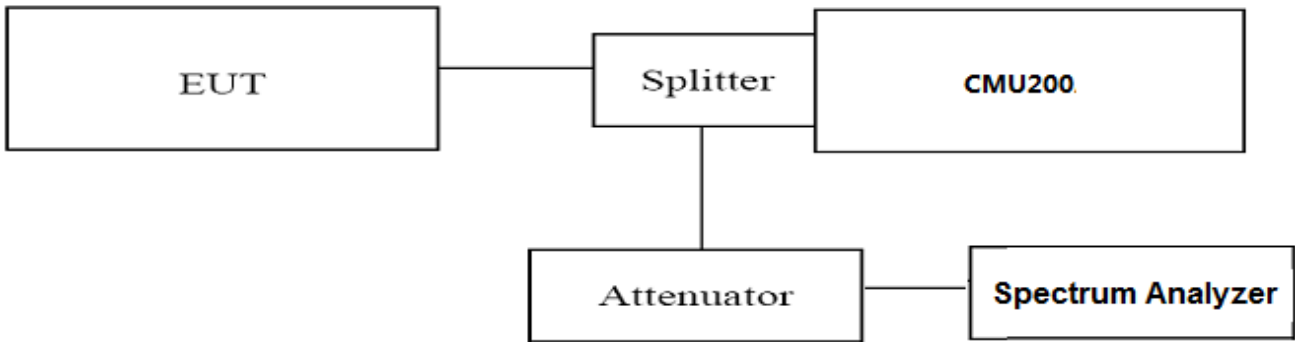 EUT
Splitter
CMU200
Attenuator
Spectrum Analyzer